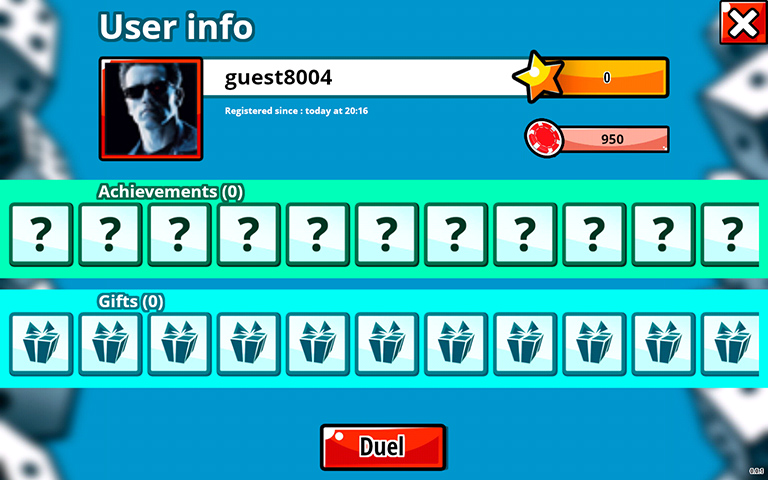 User info
guest8004
0
Registered since : today at 20:16
950
Achievements (0)
? ? ? ? ? ? ? ? ? ? ?
Gifts (0)
Duel